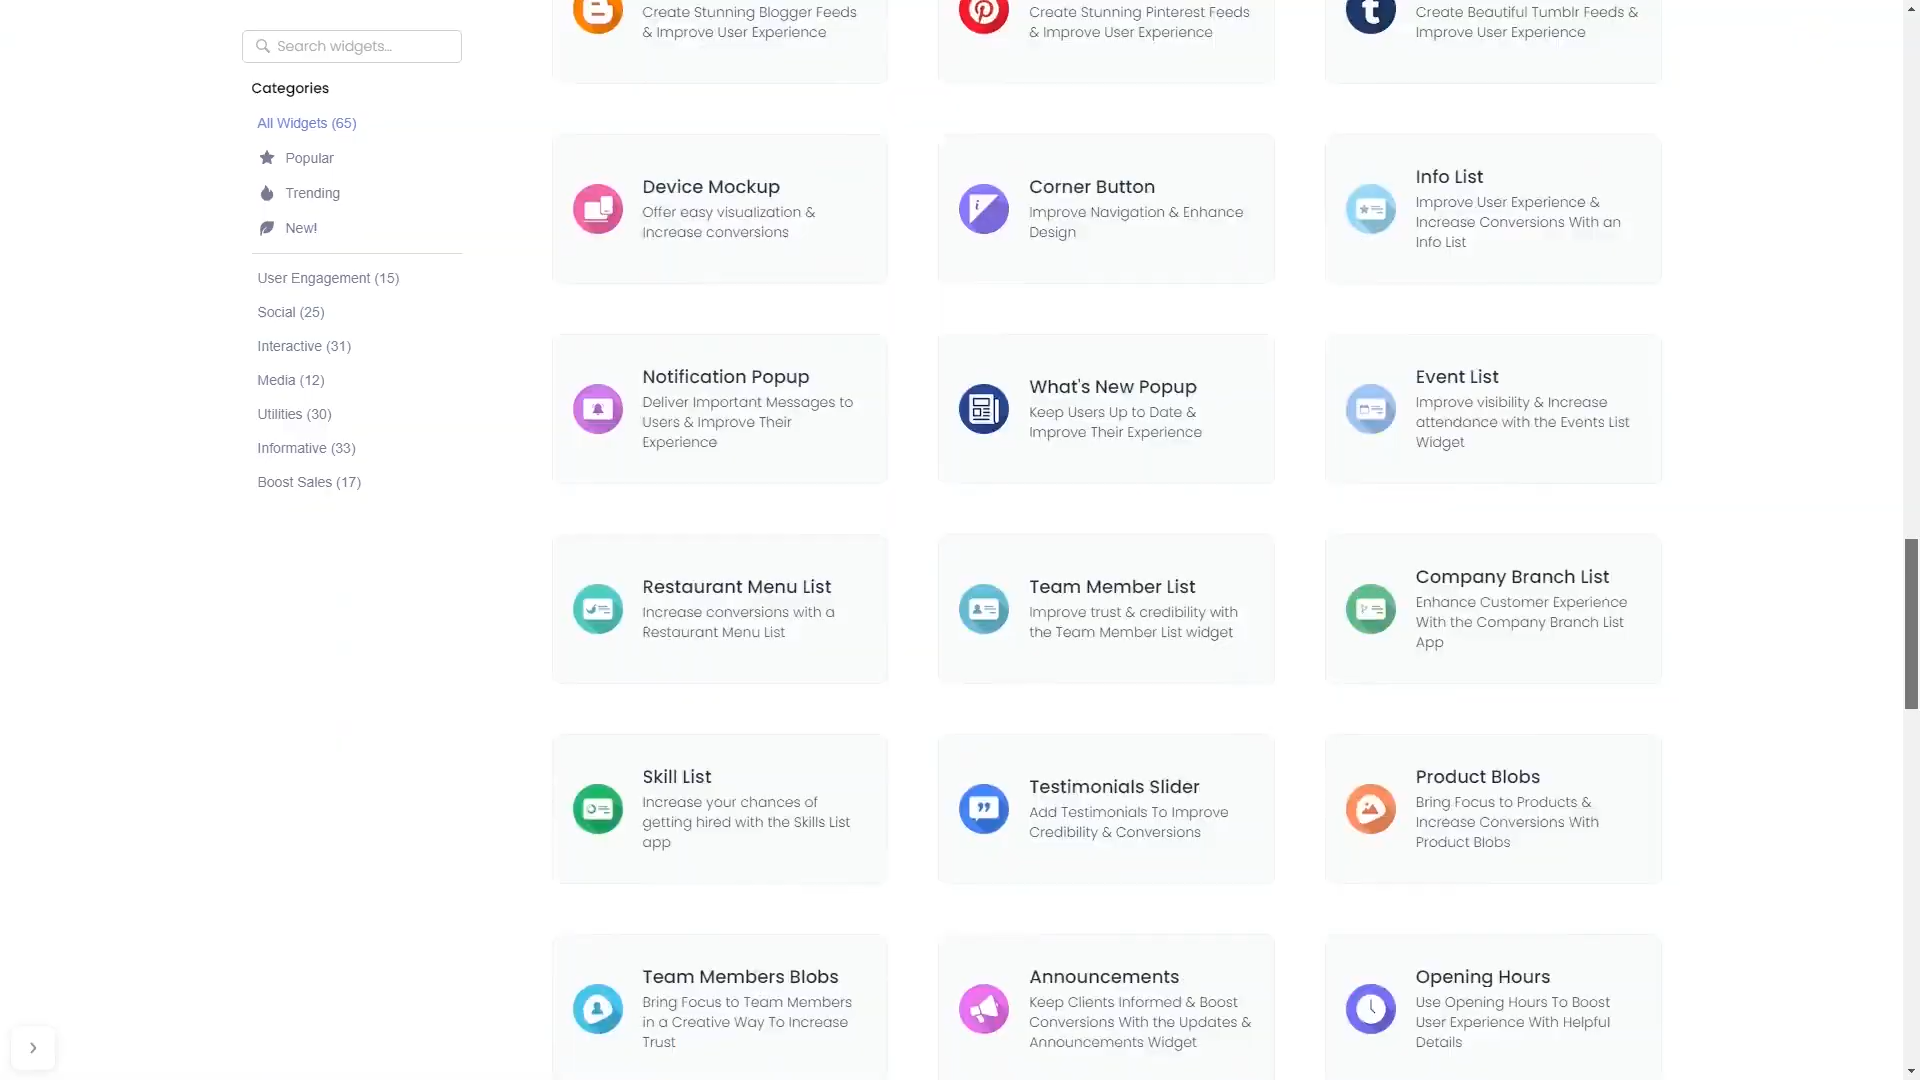 Search widgets...
Categories
All Widgets (65)
Popular
Trending
New!
User Engagement (15)
Social (25)
Interactive (31)
Media (12)
Utilities (30)
Informative (33)
Boost Sales (17)
Create Stunning Blogger Feeds
& Improve User Experience
Create Stunning Pinterest Feeds
& Improve User Experience
Create Beautiful Tumblr Feeds &
Improve User Experience
Device Mockup
Offer easy visualization &
Increase conversions
Corner Button
Improve Navigation & Enhance
Design
Info List
Improve User Experience &
Increase Conversions With an
Info List
Notification Popup
Deliver Important Messages to
Users & Improve Their
Experience
What's New Popup
Keep Users Up to Date &
Improve Their Experience
Event List
Improve visibility & Increase
attendance with the Events List
Widget
Restaurant Menu List
Increase conversions with a
Restaurant Menu List
Team Member List
Improve trust & credibility with
the Team Member List widget
Company Branch List
Enhance Customer Experience
With the Company Branch List
App
Skill List
Increase your chances of
getting hired with the Skills List
app
Testimonials Slider
Add Testimonials To Improve
Credibility & Conversions
Product Blobs
Bring Focus to Products &
Increase Conversions With
Product Blobs
Team Members Blobs
Bring Focus to Team Members
in a Creative Way To Increase
Trust
Announcements
Keep Clients Informed & Boost
Conversions With the Updates &
Announcements Widget
Opening Hours
Use Opening Hours To Boost
User Experience With Helpful
Details